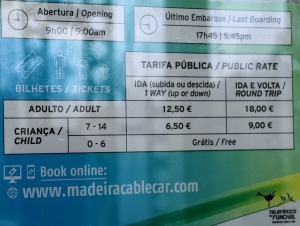 Abertura | Opening
9h00 | 9:00am
Último Embarque | Last Boarding
17h45 | 5:45pm
BILHETES / TICKETS
TARIFA PÚBLICA / PUBLIC RATE
IDA (subida ou descida) /
1 WAY (up or down)
IDA E VOLTA /
ROUND TRIP
ADULTO / ADULT 12,50 € 18,00 €
CRIANÇA / CHILD 7 - 14 6,50 € 9,00 €
0 - 6 Grátis / Free
Book online:
www.madeiracablecar.com
TELEFÉRICO
DO FUNCHAL